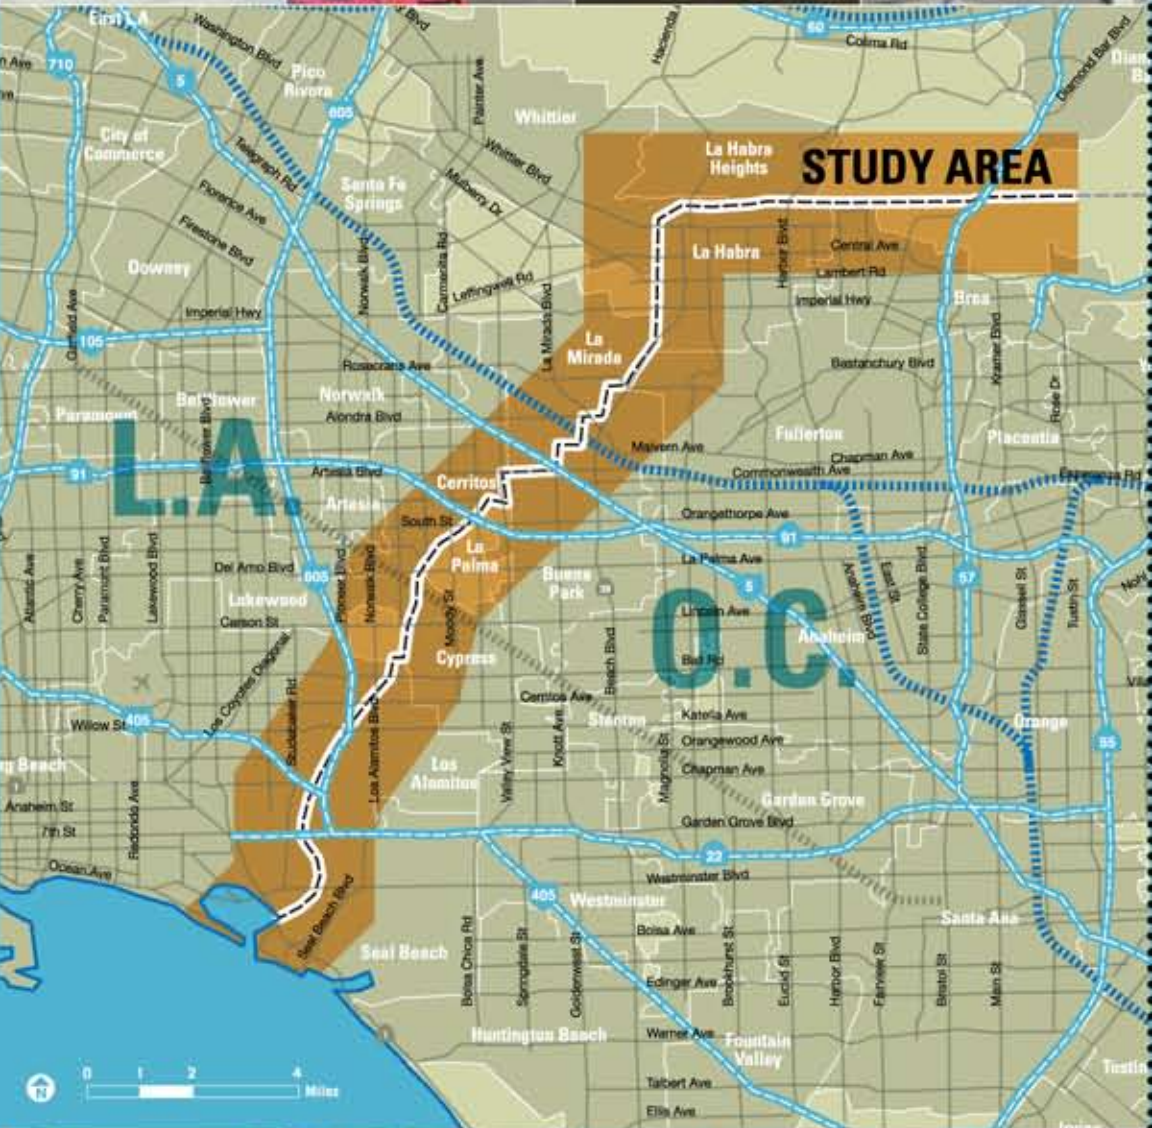 East L.A.
Washington Blvd
Blvd
60
Colima Rd
Hacienda
Diamond Bar Blvd
710
5
Pico
Rivera
605
Painter Ave
Whittier
Whittier Blvd
City of
Commerce
Telegraph Rd
La Habra
Heights
STUDY AREA
Santa Fe
Springs
Mulberry Dr
Florence Ave
Firestone Blvd
Norwalk Blvd
Carmenita Rd
La Habra
Harbor Blvd
Central Ave
Lambert Rd
Downey
Leffingwell Rd
La Mirada Blvd
Imperial Hwy
Brea
Imperial Hwy
Garfield Ave
105
La
Mirada
Kramer Blvd
Rosecrans Ave
Bastanchury Blvd
Norwalk
Bellflower
Rose Dr
Paramount
Bellflower Blvd
Alondra Blvd
Malvern Ave
Fullerton
Placentia
L.A.
91
Artesia Blvd
Chapman Ave
Commonwealth Ave
Esperanza Rd
Cerritos
Artesia
South St
Orangethorpe Ave
91
La
Palma
La Palma Ave
Atlantic Ave
Cherry Ave
Paramount Blvd
Lakewood Blvd
Del Amo Blvd
605
Pioneer Blvd
Norwalk Blvd
Buena
Park
39
5
Anaheim Blvd
East St
State College Blvd
57
Glassell St
Tustin St
Lakewood
Moody St
Lincoln Ave
O.C.
Carson St
Anaheim
Cypress
Beach Blvd
Ball Rd
Los Coyotes Diagonal
Cerritos Ave
Studebaker Rd
Los Alamitos Blvd
Willow St
405
Valley View St
Knott Ave
Stanton
Katella Ave
Orange
Magnolia St
Orangewood Ave
55
Los
Alamitos
Chapman Ave
Garden Grove
Anaheim St
Redondo Ave
7th St
Garden Grove Blvd
22
Ocean Ave
Westminster Blvd
405
Westminster
Seal Beach Blvd
Santa Ana
Bolsa Ave
Seal Beach
Bolsa Chica Rd
Springdale St
Goldenwest St
Brookhurst St
Euclid St
Harbor Blvd
Fairview St
Bristol St
Main St
Edinger Ave
Huntington Beach
Warner Ave
Fountain
Valley
N
0 1 2 4
Miles
Talbert Ave
Ellis Ave